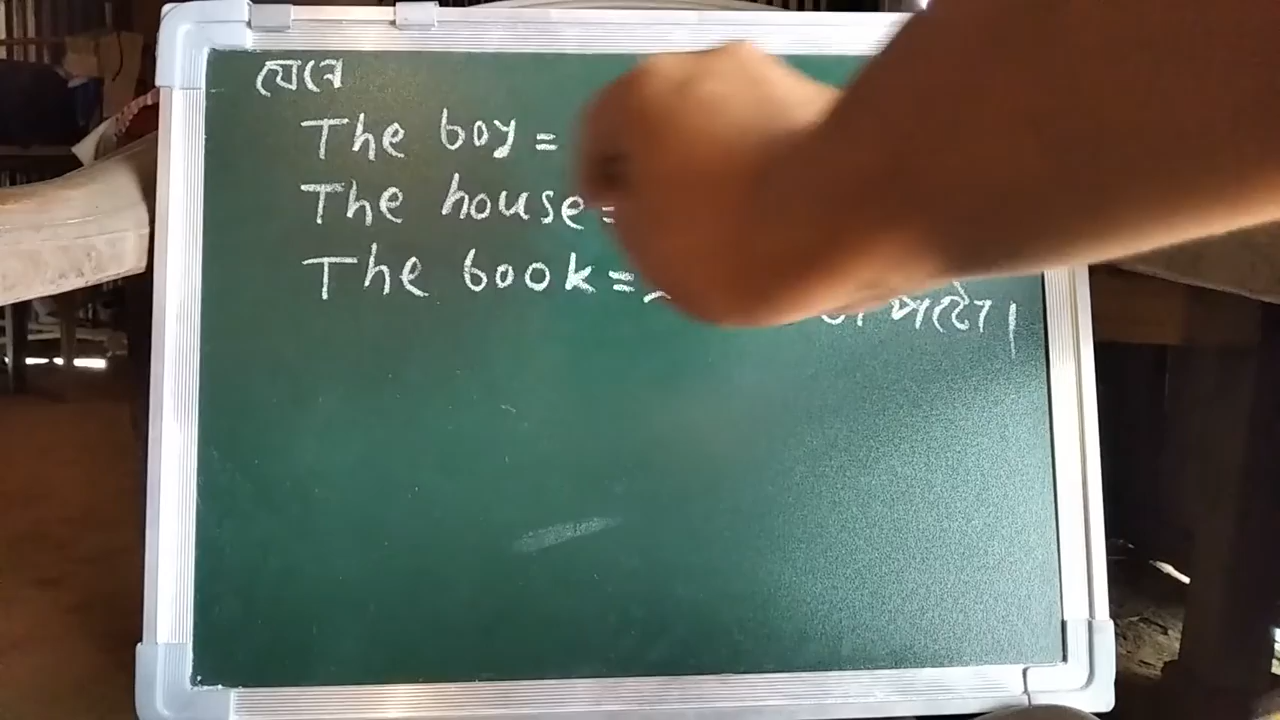 যেনে
The boy =
The house =
The book =